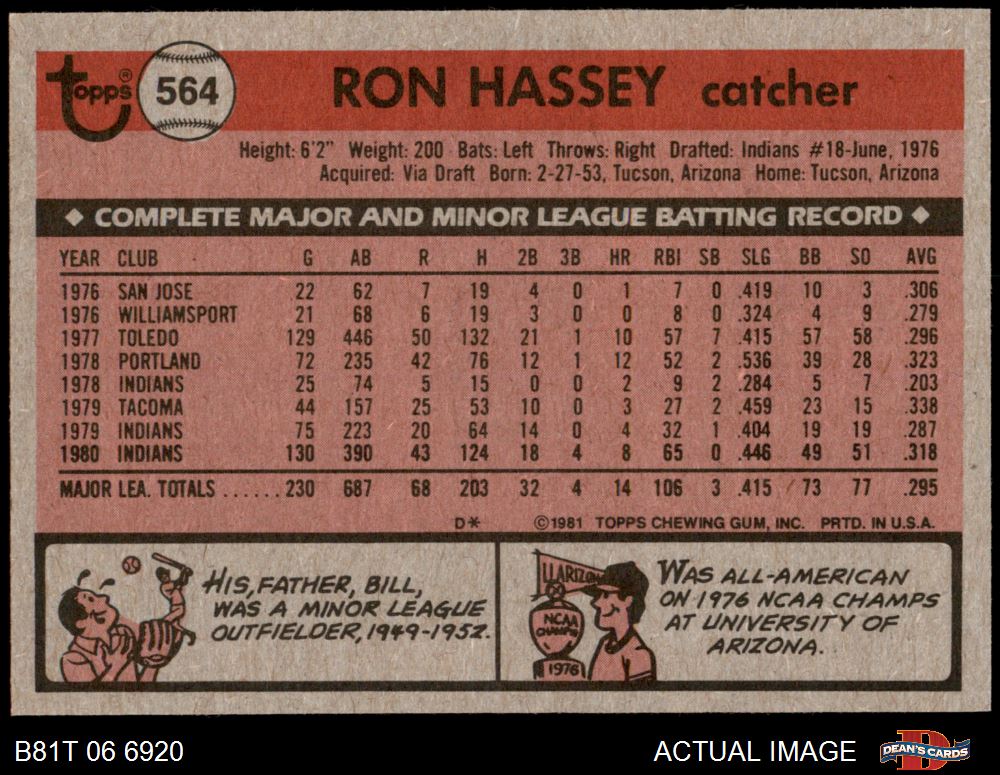 topps® 564 RON HASSEY catcher
Height: 6'2" Weight: 200 Bats: Left Throws: Right Drafted: Indians #18-June, 1976
Acquired: Via Draft Born: 2-27-53, Tucson, Arizona Home: Tucson, Arizona
◆ COMPLETE MAJOR AND MINOR LEAGUE BATTING RECORD ◆
YEAR CLUB G AB R H 2B 3B HR RBI SB SLG BB SO AVG
1976 SAN JOSE 22 62 7 19 4 0 1 7 0 .419 10 3 .306
1976 WILLIAMSPORT 21 68 6 19 3 0 0 8 0 .324 4 9 .279
1977 TOLEDO 129 446 50 132 21 1 10 57 7 .415 57 58 .296
1978 PORTLAND 72 235 42 76 12 1 12 52 2 .536 39 28 .323
1978 INDIANS 25 74 5 15 0 0 2 9 2 .284 5 7 .203
1979 TACOMA 44 157 25 53 10 0 3 27 2 .459 23 15 .338
1979 INDIANS 75 223 20 64 14 0 4 32 1 .404 19 19 .287
1980 INDIANS 130 390 43 124 18 4 8 65 0 .446 49 51 .318
MAJOR LEA. TOTALS ...... 230 687 68 203 32 4 14 106 3 .415 73 77 .295
D* ©1981 TOPPS CHEWING GUM, INC. PRTD. IN U.S.A.
HIS, FATHER, BILL,
WAS A MINOR LEAGUE
OUTFIELDER, 1949-1952.
U. ARIZONA
NCAA
CHAMPS
1976
WAS ALL-AMERICAN
ON 1976 NCAA CHAMPS
AT UNIVERSITY OF
ARIZONA.
B81T 06 6920 ACTUAL IMAGE DEAN'S CARDS